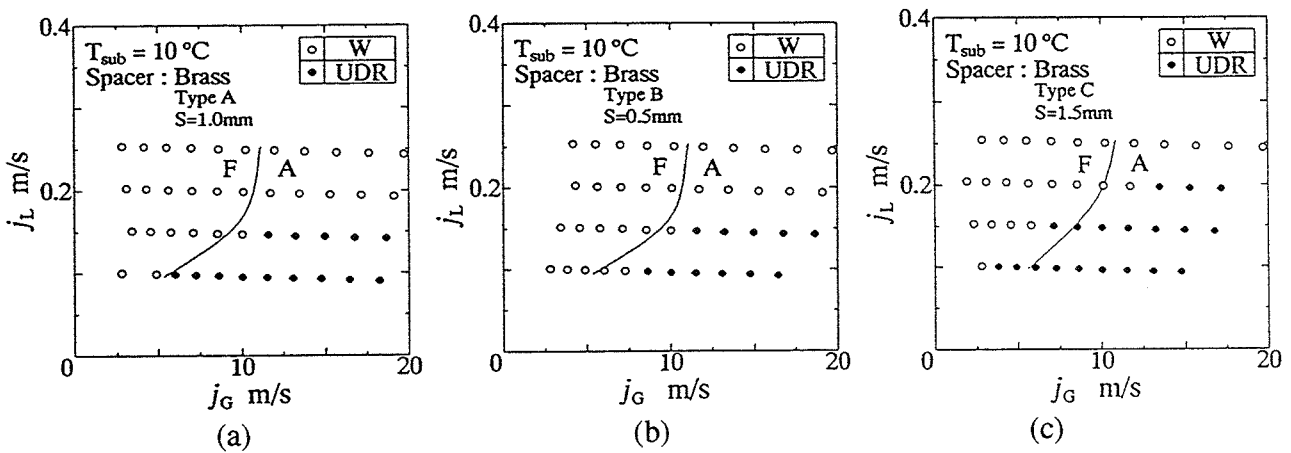 0.4
T_sub = 10 °C
Spacer : Brass
Type A
S=1.0mm
○ W
● UDR
F A
0.2
j_L m/s
0 10 20
j_G m/s
(a)
0.4
T_sub = 10 °C
Spacer : Brass
Type B
S=0.5mm
○ W
● UDR
F A
0.2
j_L m/s
0 10 20
j_G m/s
(b)
0.4
T_sub = 10 °C
Spacer : Brass
Type C
S=1.5mm
○ W
● UDR
F A
0.2
j_L m/s
0 10 20
j_G m/s
(c)